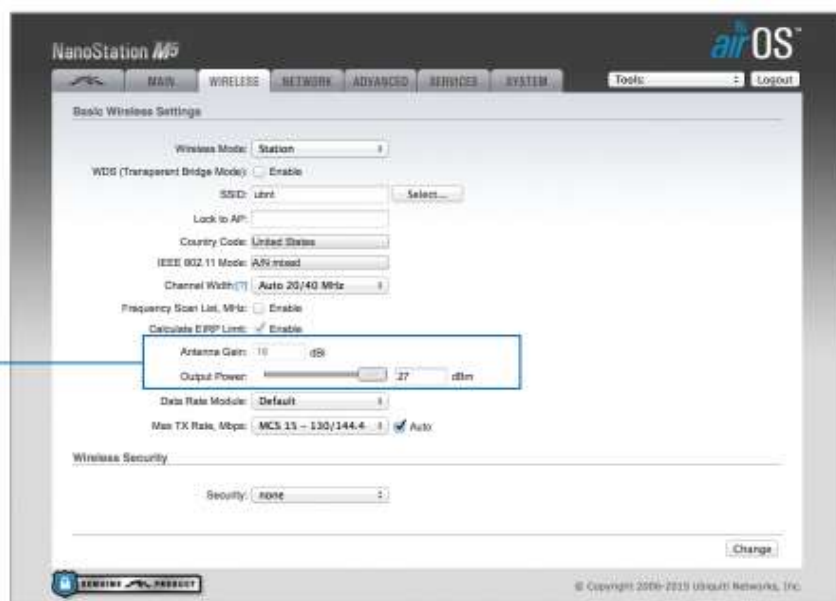 NanoStation M5
airOS™
MAIN WIRELESS NETWORK ADVANCED SERVICES SYSTEM Tools: Logout
Basic Wireless Settings
Wireless Mode: Station
WDS (Transparent Bridge Mode): Enable
SSID: ubnt Select...
Lock to AP:
Country Code: United States
IEEE 802.11 Mode: A/N mixed
Channel Width:[?] Auto 20/40 MHz
Frequency Scan List, MHz: Enable
Calculate EIRP Limit: Enable
Antenna Gain: dBi
Output Power: 27 dBm
Data Rate Module: Default
Max TX Rate, Mbps: MCS 15 – 130/144.4 Auto
Wireless Security
Security: none
Change
GENUINE PRODUCT
© Copyright 2006-2015 Ubiquiti Networks, Inc.